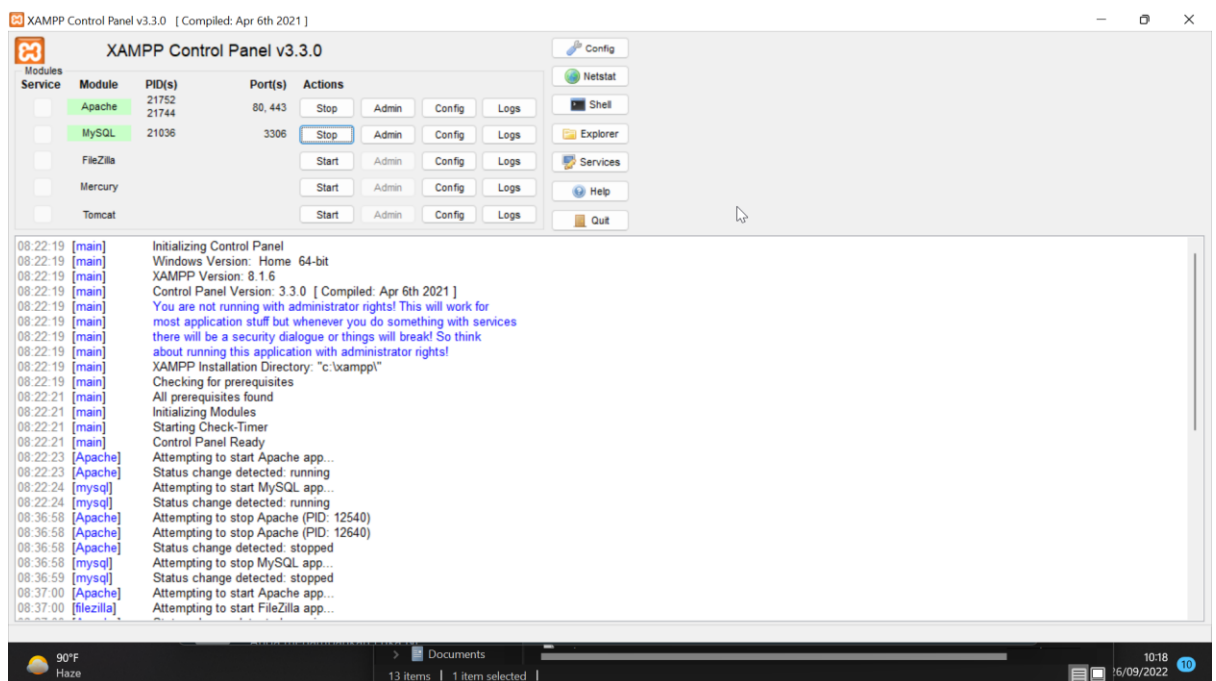 XAMPP Control Panel v3.3.0 [ Compiled: Apr 6th 2021 ]
XAMPP Control Panel v3.3.0
Config
Modules
Service Module PID(s) Port(s) Actions
Netstat
Apache 21752 21744 80, 443 Stop Admin Config Logs
Shell
MySQL 21036 3306 Stop Admin Config Logs
Explorer
FileZilla Start Admin Config Logs
Services
Mercury Start Admin Config Logs
Help
Tomcat Start Admin Config Logs
Quit
08:22:19 [main] Initializing Control Panel
08:22:19 [main] Windows Version: Home 64-bit
08:22:19 [main] XAMPP Version: 8.1.6
08:22:19 [main] Control Panel Version: 3.3.0 [ Compiled: Apr 6th 2021 ]
08:22:19 [main] You are not running with administrator rights! This will work for
08:22:19 [main] most application stuff but whenever you do something with services
08:22:19 [main] there will be a security dialogue or things will break! So think
08:22:19 [main] about running this application with administrator rights!
08:22:19 [main] XAMPP Installation Directory: "c:\xampp\"
08:22:19 [main] Checking for prerequisites
08:22:21 [main] All prerequisites found
08:22:21 [main] Initializing Modules
08:22:21 [main] Starting Check-Timer
08:22:21 [main] Control Panel Ready
08:22:23 [Apache] Attempting to start Apache app...
08:22:23 [Apache] Status change detected: running
08:22:24 [mysql] Attempting to start MySQL app...
08:22:24 [mysql] Status change detected: running
08:36:58 [Apache] Attempting to stop Apache (PID: 12540)
08:36:58 [Apache] Attempting to stop Apache (PID: 12640)
08:36:58 [Apache] Status change detected: stopped
08:36:58 [mysql] Attempting to stop MySQL app...
08:36:59 [mysql] Status change detected: stopped
08:37:00 [Apache] Attempting to start Apache app...
08:37:00 [filezilla] Attempting to start FileZilla app...
90°F
Haze
Documents
13 items 1 item selected
10:18
6/09/2022
10